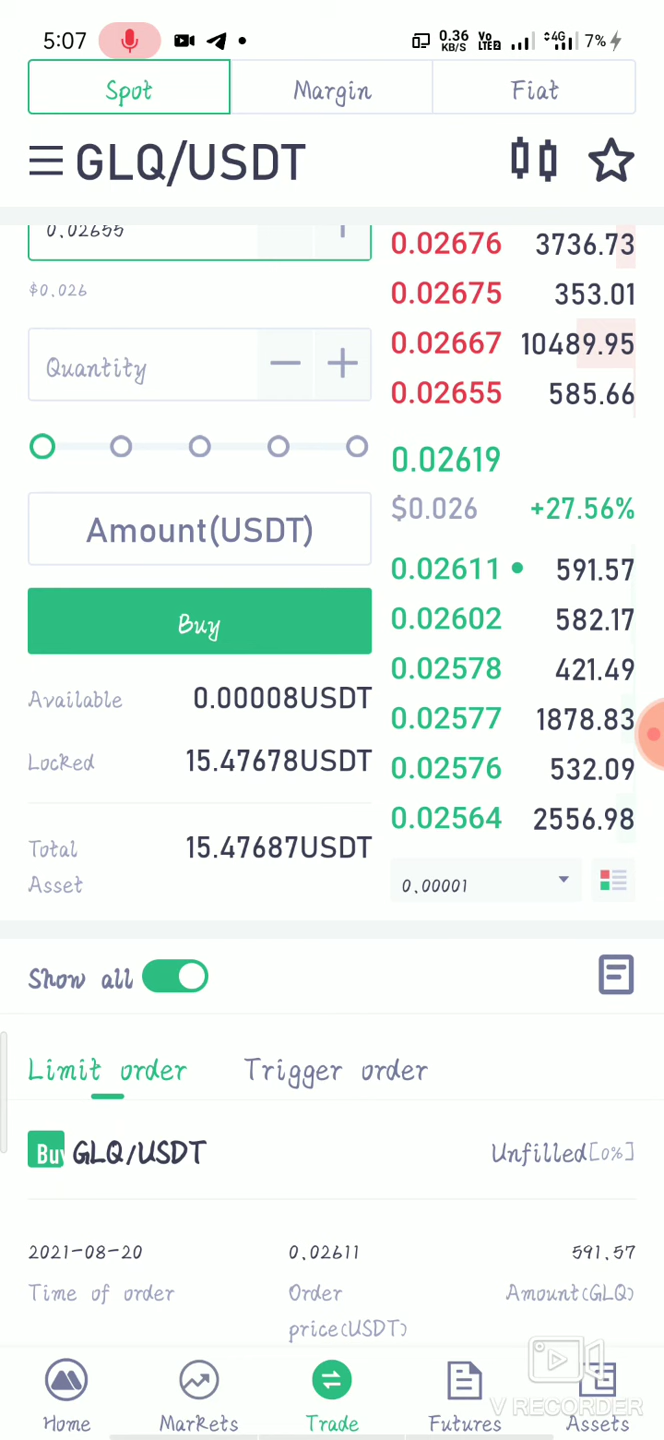 5:07 0.36 KB/S Vo LTE2 4G 7%
Spot Margin Fiat
GLQ/USDT
0.02655
$0.026
Quantity
Amount(USDT)
Buy
Available 0.00008USDT
Locked 15.47678USDT
Total Asset 15.47687USDT
0.02676 3736.73
0.02675 353.01
0.02667 10489.95
0.02655 585.66
0.02619
$0.026 +27.56%
0.02611 591.57
0.02602 582.17
0.02578 421.49
0.02577 1878.83
0.02576 532.09
0.02564 2556.98
0.00001
Show all
Limit order Trigger order
Buy GLQ/USDT Unfilled[0%]
2021-08-20 0.02611 591.57
Time of order Order price(USDT) Amount(GLQ)
Home Markets Trade Futures Assets
V RECORDER